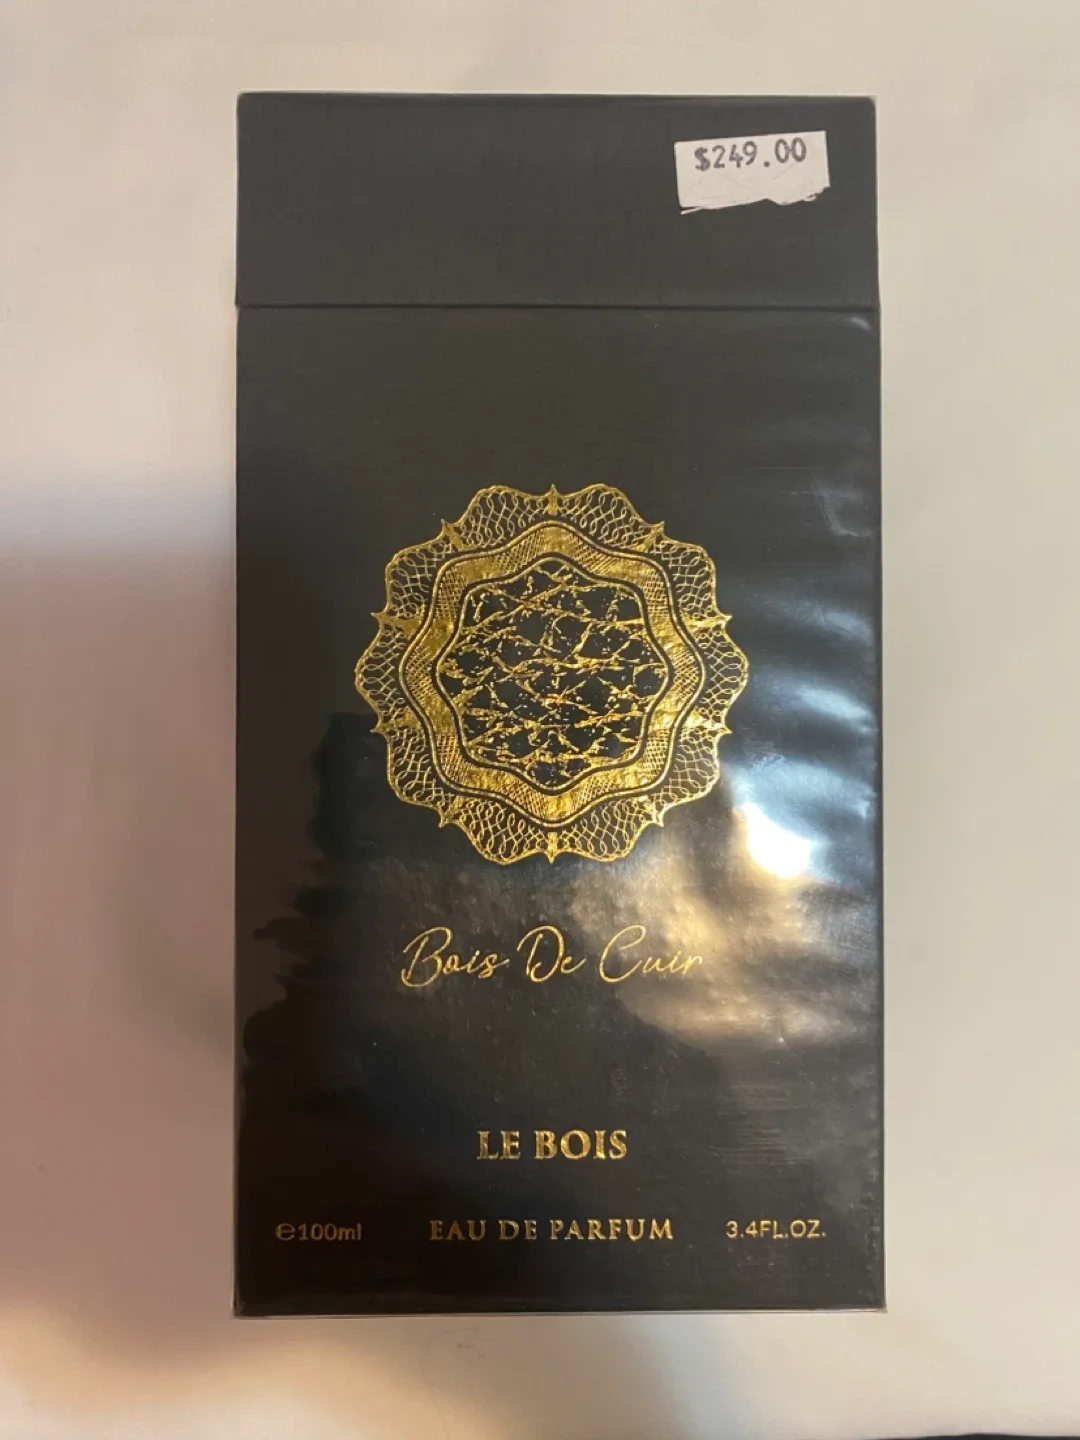 $249.00
Bois De Cuir
LE BOIS
℮100ml EAU DE PARFUM 3.4FL.OZ.